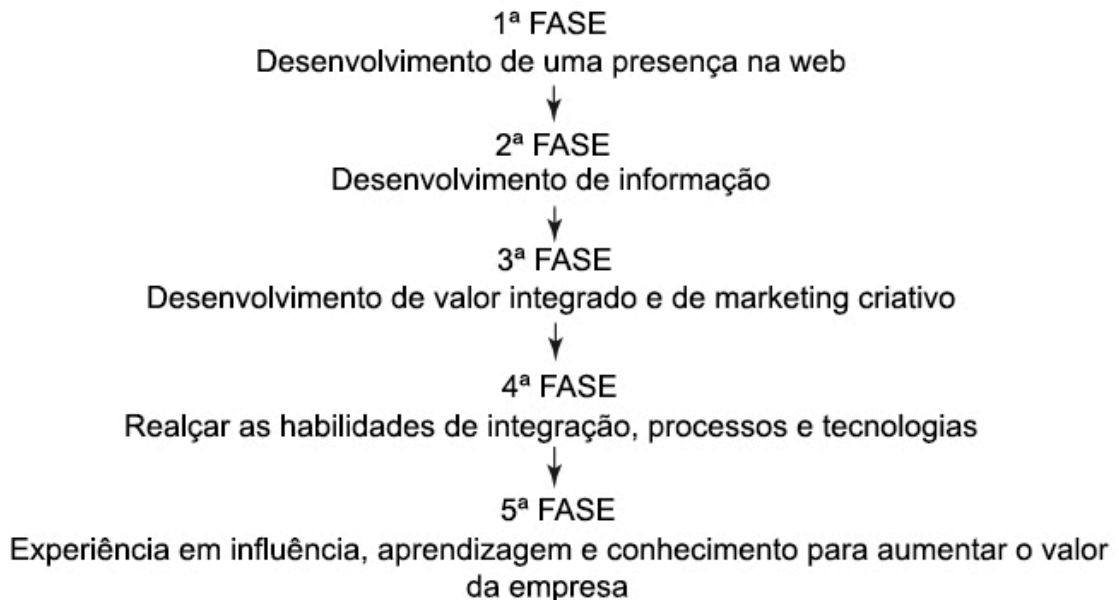 1ª FASE
Desenvolvimento de uma presença na web
2ª FASE
Desenvolvimento de informação
3ª FASE
Desenvolvimento de valor integrado e de marketing criativo
4ª FASE
Realçar as habilidades de integração, processos e tecnologias
5ª FASE
Experiência em influência, aprendizagem e conhecimento para aumentar o valor
da empresa